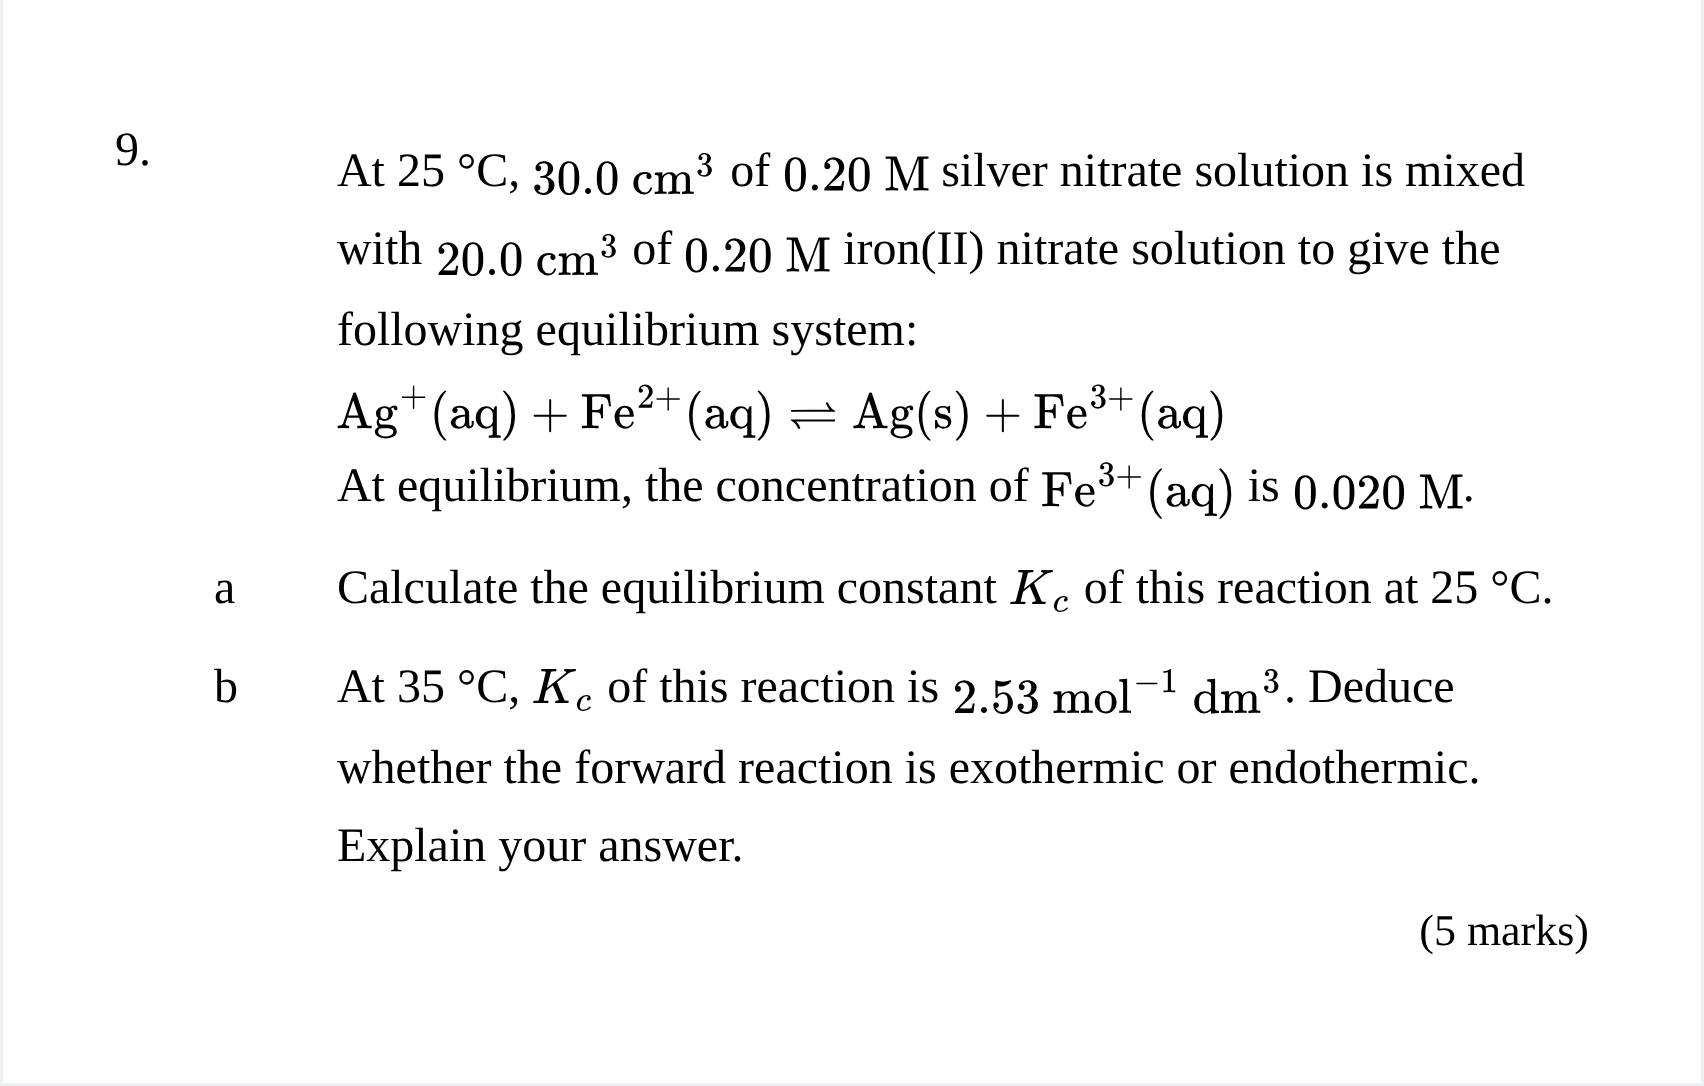 9.
At 25 °C, 30.0 cm³ of 0.20 M silver nitrate solution is mixed
with 20.0 cm³ of 0.20 M iron(II) nitrate solution to give the
following equilibrium system:
Ag⁺(aq) + Fe²⁺(aq) ⇌ Ag(s) + Fe³⁺(aq)
At equilibrium, the concentration of Fe³⁺(aq) is 0.020 M.
a Calculate the equilibrium constant K_c of this reaction at 25 °C.
b At 35 °C, K_c of this reaction is 2.53 mol⁻¹ dm³. Deduce
whether the forward reaction is exothermic or endothermic.
Explain your answer.
(5 marks)